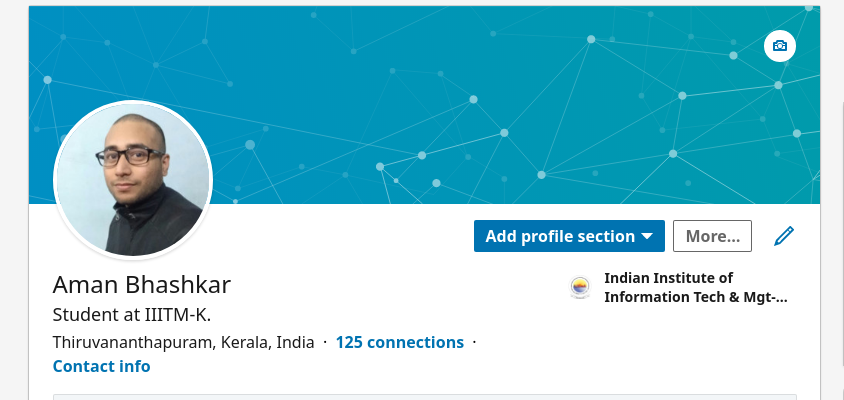 Add profile section
More...
Aman Bhashkar
Indian Institute of
Information Tech & Mgt-...
Student at IIITM-K.
Thiruvananthapuram, Kerala, India · 125 connections ·
Contact info